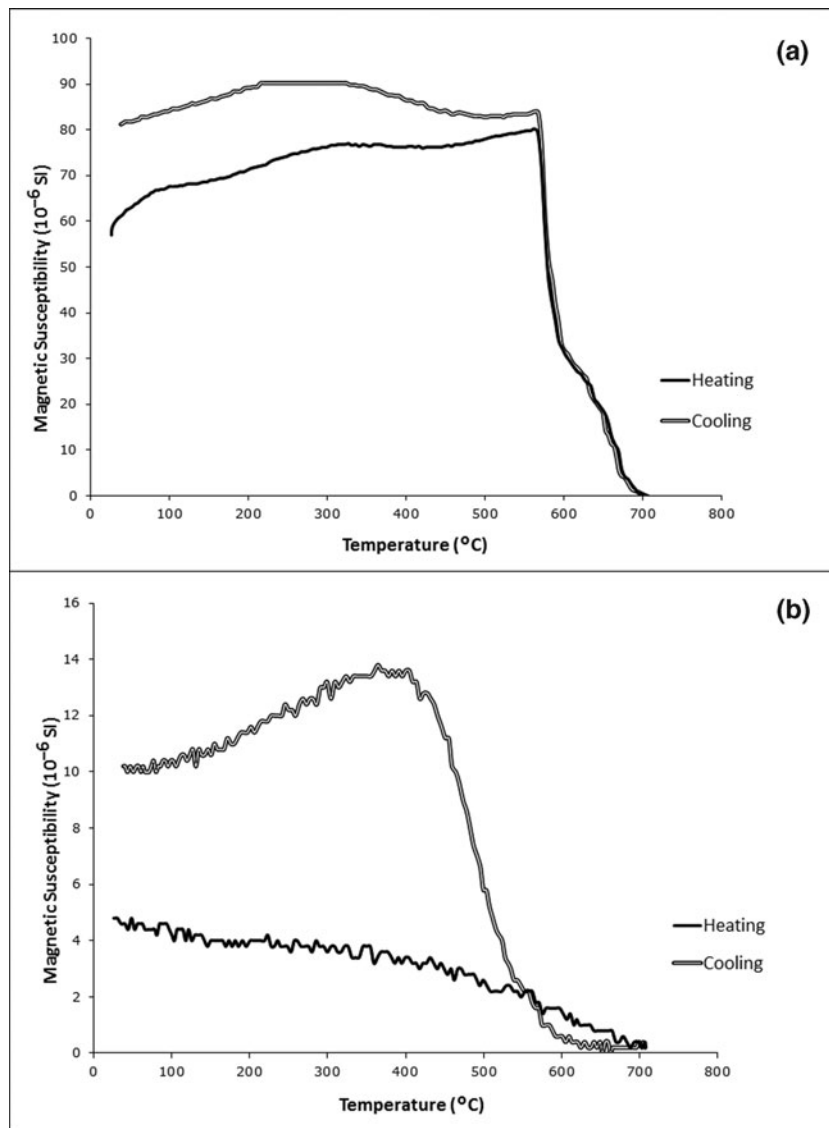 (a)
100
90
80
70
60
50
40
30
20
10
0
Magnetic Susceptibility (10⁻⁶ SI)
Heating
Cooling
0 100 200 300 400 500 600 700 800
Temperature (°C)
(b)
16
14
12
10
8
6
4
2
0
Magnetic Susceptibility (10⁻⁶ SI)
Heating
Cooling
0 100 200 300 400 500 600 700 800
Temperature (°C)